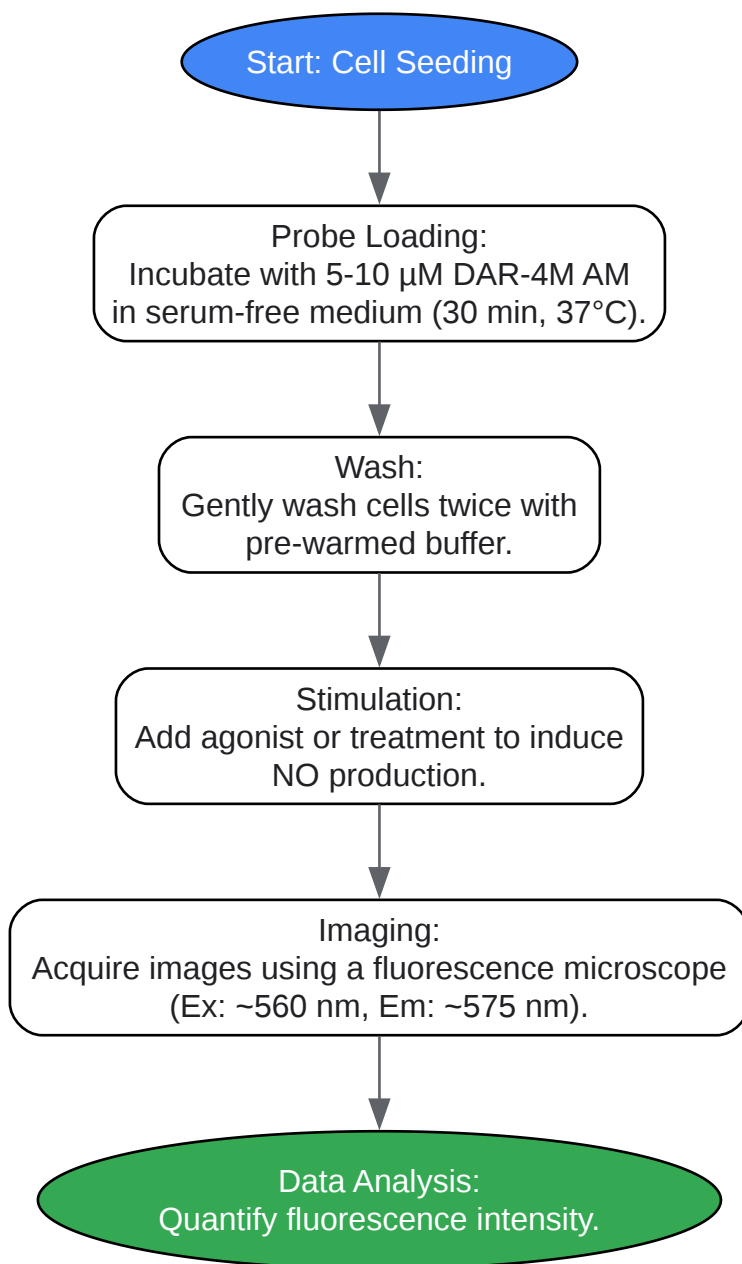 Start: Cell Seeding
Probe Loading:
Incubate with 5-10 µM DAR-4M AM
in serum-free medium (30 min, 37°C).
Wash:
Gently wash cells twice with
pre-warmed buffer.
Stimulation:
Add agonist or treatment to induce
NO production.
Imaging:
Acquire images using a fluorescence microscope
(Ex: ~560 nm, Em: ~575 nm).
Data Analysis:
Quantify fluorescence intensity.